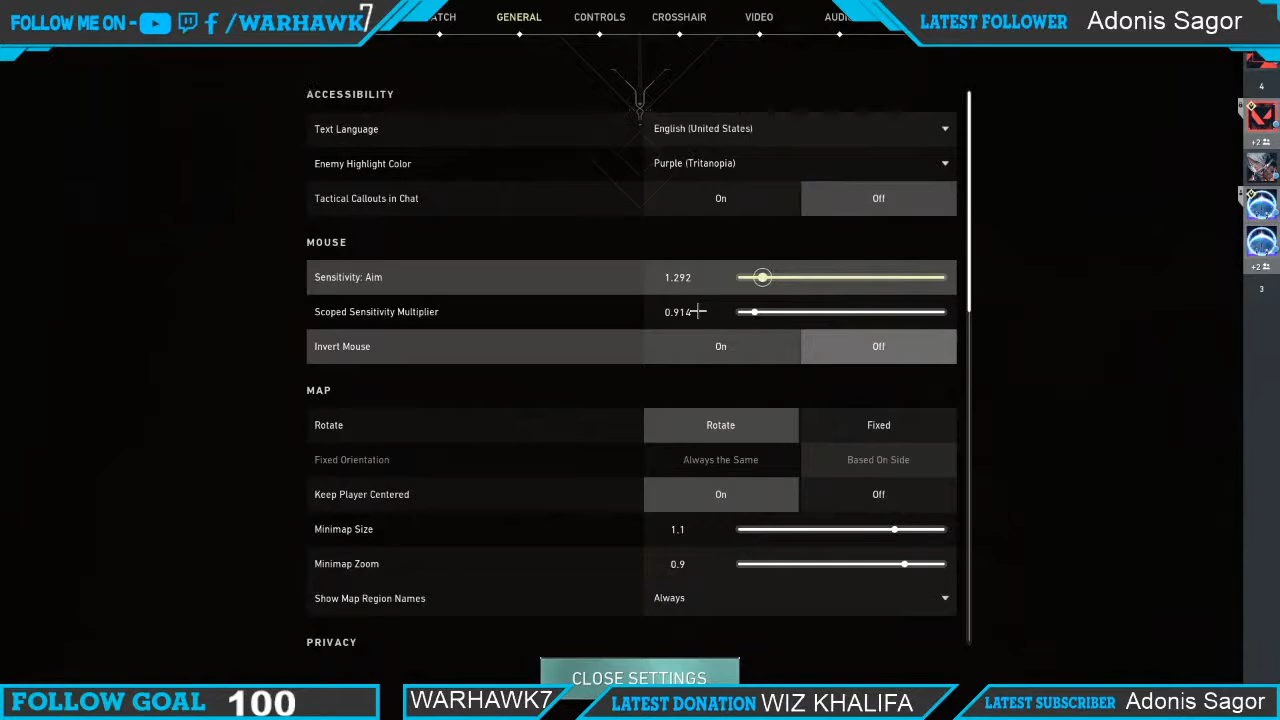 FOLLOW ME ON - f /WARHAWK7
ATCH GENERAL CONTROLS CROSSHAIR VIDEO AUDI
LATEST FOLLOWER Adonis Sagor
ACCESSIBILITY
Text Language English (United States)
Enemy Highlight Color Purple (Tritanopia)
Tactical Callouts in Chat On Off
MOUSE
Sensitivity: Aim 1.292
Scoped Sensitivity Multiplier 0.914
Invert Mouse On Off
MAP
Rotate Rotate Fixed
Fixed Orientation Always the Same Based On Side
Keep Player Centered On Off
Minimap Size 1.1
Minimap Zoom 0.9
Show Map Region Names Always
PRIVACY
CLOSE SETTINGS
4
+2
+2
3
FOLLOW GOAL 100
WARHAWK7
LATEST DONATION WIZ KHALIFA
LATEST SUBSCRIBER Adonis Sagor